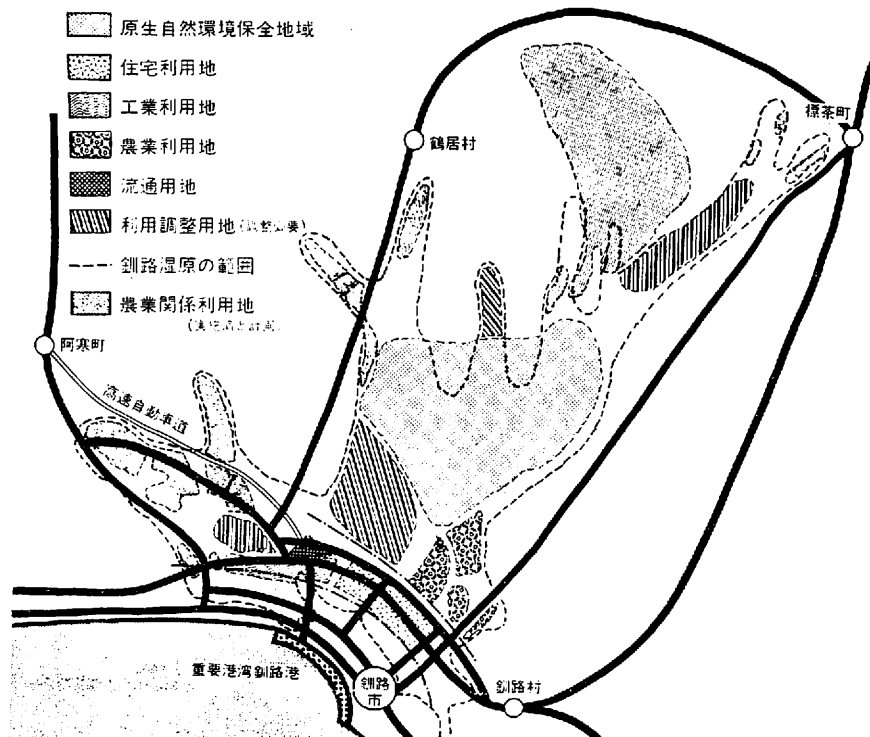 原生自然環境保全地域
住宅利用地
工業利用地
農業利用地
流通用地
利用調整用地
釧路湿原の範囲
農業関係利用地
標茶町
鶴居村
阿寒町
高速自動車道
重要港湾釧路港
釧路
市
釧路村